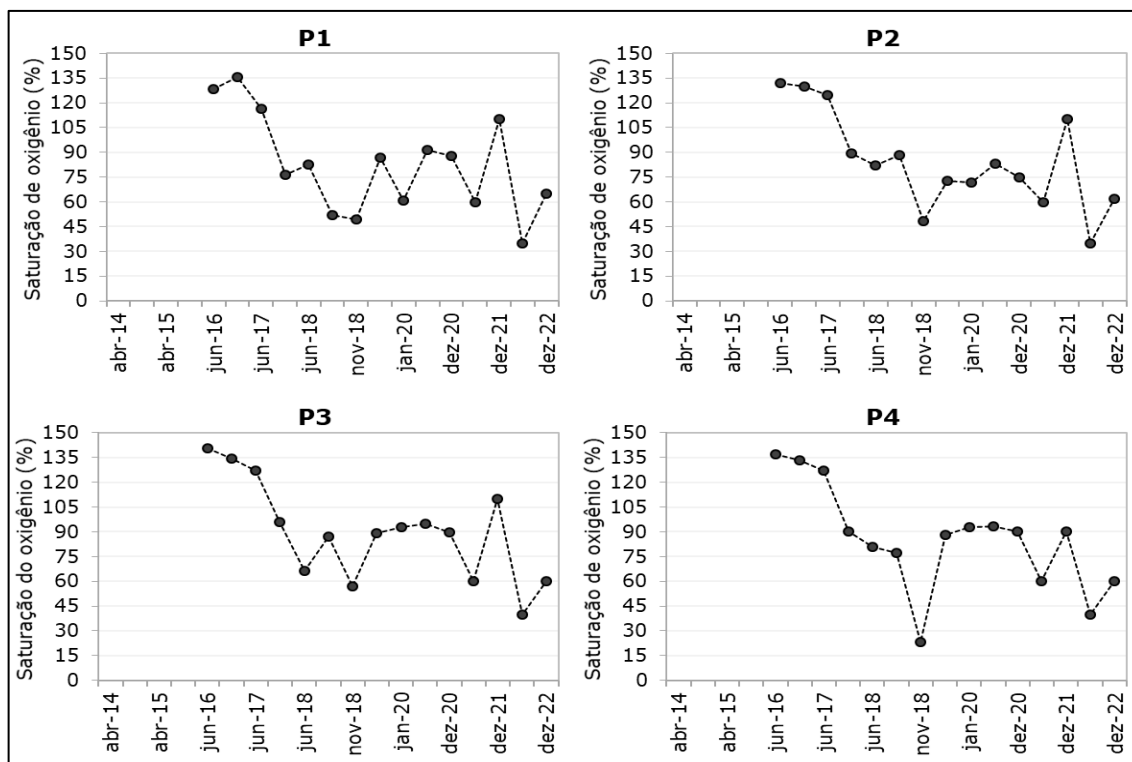 P1
Saturação de oxigênio (%)
150
135
120
105
90
75
60
45
30
15
0
abr-14
abr-15
jun-16
jun-17
jun-18
nov-18
jan-20
dez-20
dez-21
dez-22
P2
Saturação de oxigênio (%)
150
135
120
105
90
75
60
45
30
15
0
abr-14
abr-15
jun-16
jun-17
jun-18
nov-18
jan-20
dez-20
dez-21
dez-22
P3
Saturação do oxigênio (%)
150
135
120
105
90
75
60
45
30
15
0
abr-14
abr-15
jun-16
jun-17
jun-18
nov-18
jan-20
dez-20
dez-21
dez-22
P4
Saturação de oxigênio (%)
150
135
120
105
90
75
60
45
30
15
0
abr-14
abr-15
jun-16
jun-17
jun-18
nov-18
jan-20
dez-20
dez-21
dez-22